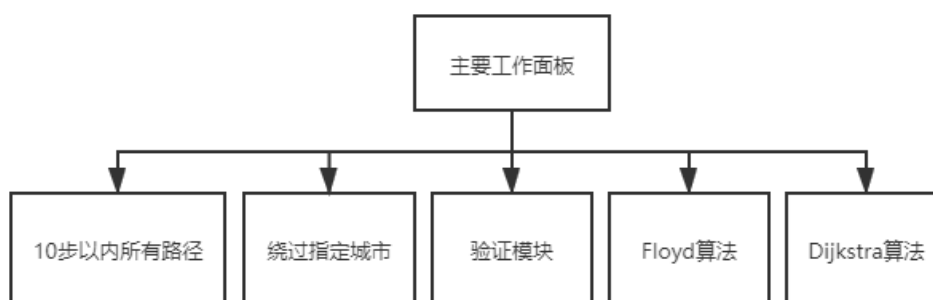 主要工作面板
10步以内所有路径
绕过指定城市
验证模块
Floyd算法
Dijkstra算法